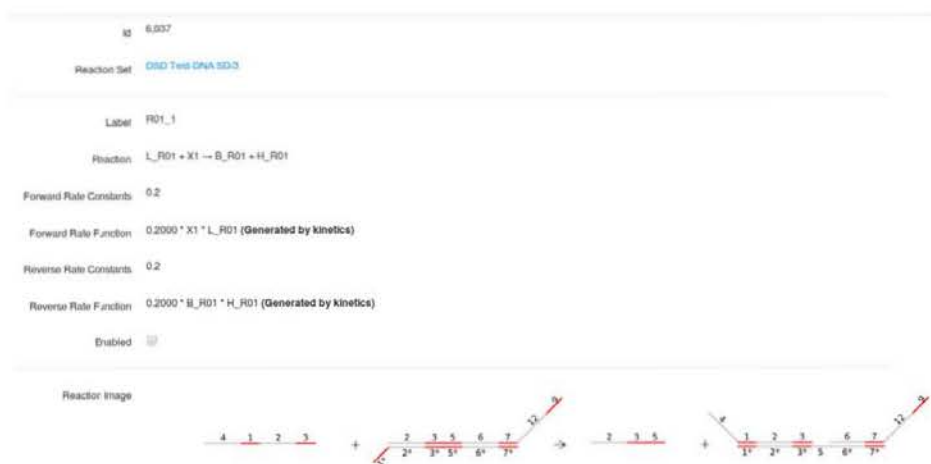 Id 6,037
Reaction Set DSD Test-DNA SD-3
Label R01_1
Reaction L_R01 + X1 → B_R01 + H_R01
Forward Rate Constants 0.2
Forward Rate Function 0.2000 * X1 * L_R01 (Generated by kinetics)
Reverse Rate Constants 0.2
Reverse Rate Function 0.2000 * B_R01 * H_R01 (Generated by kinetics)
Enabled
Reaction Image
4 1 2 3 + 1* 2 3 5 6 7 12 9 → 2 3 5 + 4 1 2 3 6 7 12 9
2* 3* 5* 6* 7* 1* 2* 3* 5 6* 7*